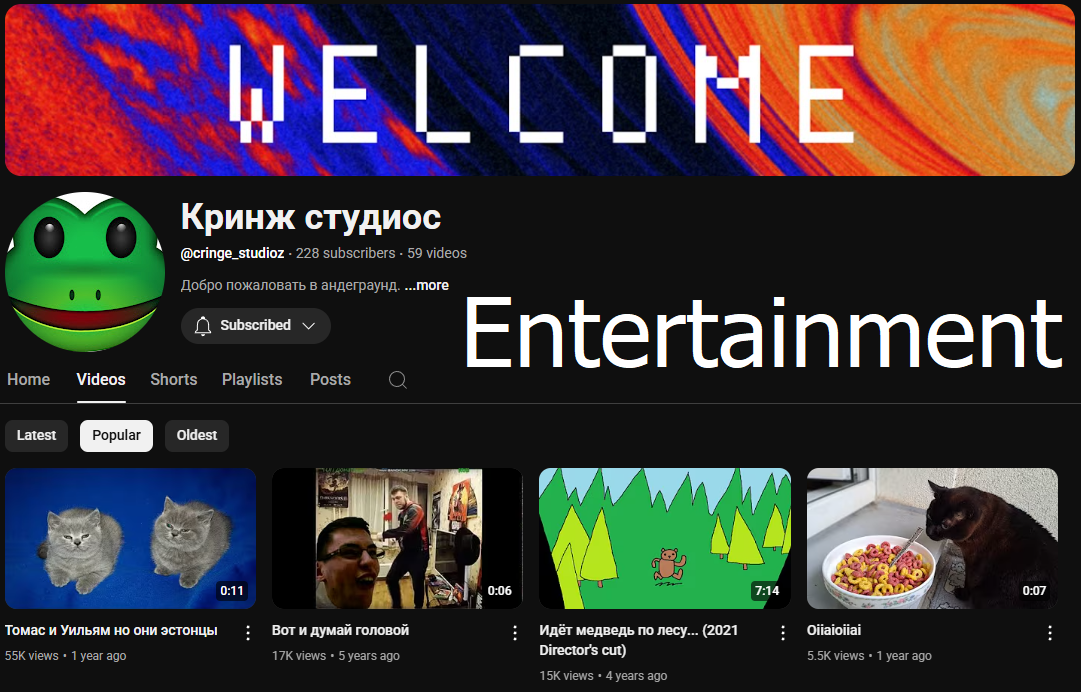 WELCOME
Кринж студиос
@cringe_studioz · 228 subscribers · 59 videos
Добро пожаловать в андеграунд. ...more
Subscribed
Entertainment
Home Videos Shorts Playlists Posts
Latest Popular Oldest
0:11 0:06 7:14 0:07
Томас и Уильям но они эстонцы
55K views • 1 year ago
Вот и думай головой
17K views • 5 years ago
Идёт медведь по лесу... (2021
Director's cut)
15K views • 4 years ago
Oiiaioiiai
5.5K views • 1 year ago